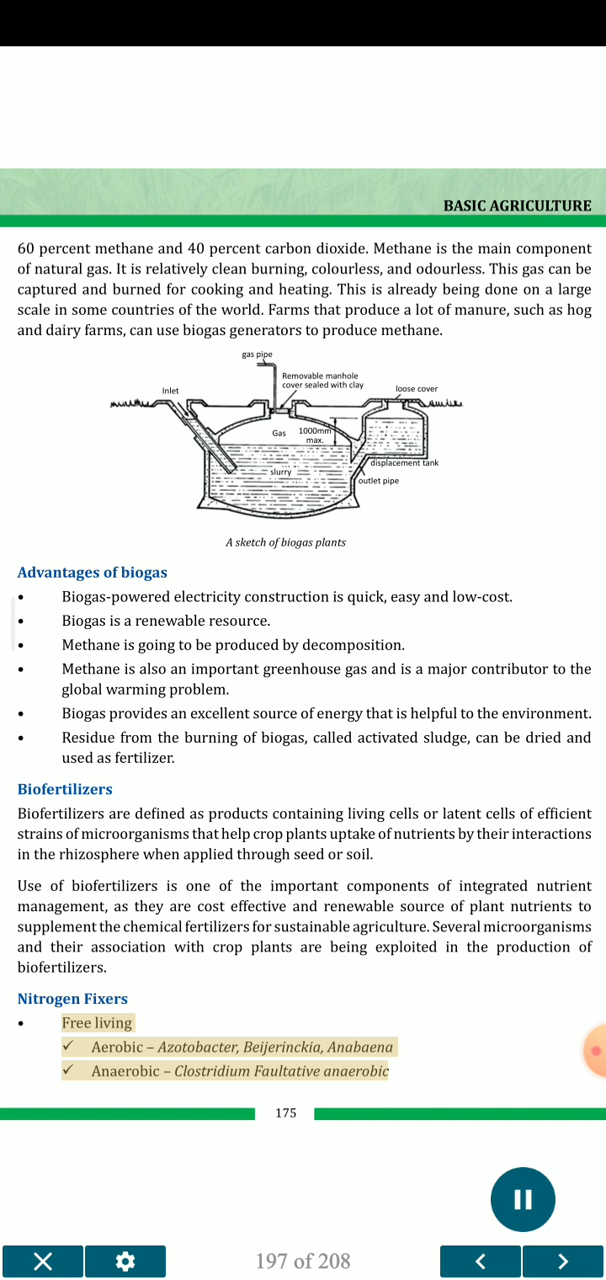 BASIC AGRICULTURE
60 percent methane and 40 percent carbon dioxide. Methane is the main component
of natural gas. It is relatively clean burning, colourless, and odourless. This gas can be
captured and burned for cooking and heating. This is already being done on a large
scale in some countries of the world. Farms that produce a lot of manure, such as hog
and dairy farms, can use biogas generators to produce methane.
gas pipe
Removable manhole
cover sealed with clay
Inlet
loose cover
Gas
1000mm
max.
slurry
displacement tank
outlet pipe
A sketch of biogas plants
Advantages of biogas
• Biogas-powered electricity construction is quick, easy and low-cost.
• Biogas is a renewable resource.
• Methane is going to be produced by decomposition.
• Methane is also an important greenhouse gas and is a major contributor to the
global warming problem.
• Biogas provides an excellent source of energy that is helpful to the environment.
• Residue from the burning of biogas, called activated sludge, can be dried and
used as fertilizer.
Biofertilizers
Biofertilizers are defined as products containing living cells or latent cells of efficient
strains of microorganisms that help crop plants uptake of nutrients by their interactions
in the rhizosphere when applied through seed or soil.
Use of biofertilizers is one of the important components of integrated nutrient
management, as they are cost effective and renewable source of plant nutrients to
supplement the chemical fertilizers for sustainable agriculture. Several microorganisms
and their association with crop plants are being exploited in the production of
biofertilizers.
Nitrogen Fixers
• Free living
✓ Aerobic – Azotobacter, Beijerinckia, Anabaena
✓ Anaerobic – Clostridium Faultative anaerobic
175
197 of 208